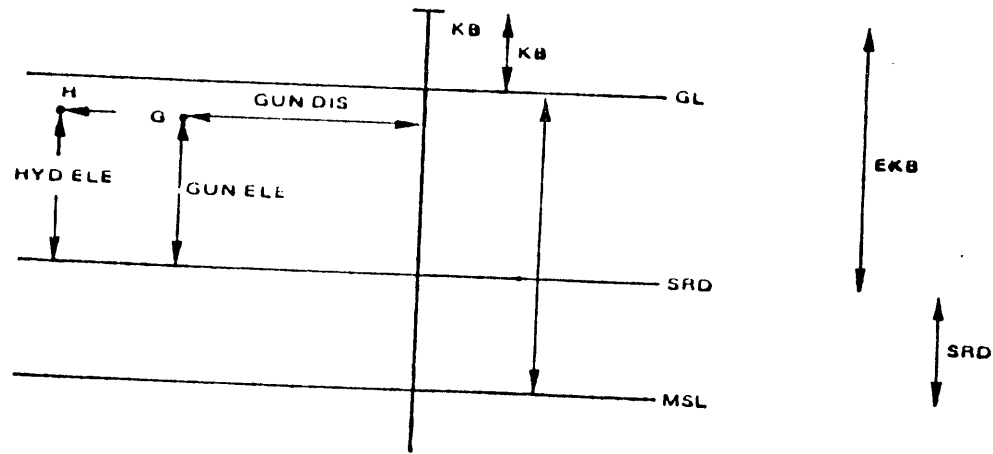 KB
KB
GL
H
G
GUN DIS
HYD ELE
GUN ELE
EKB
SRD
SRD
MSL